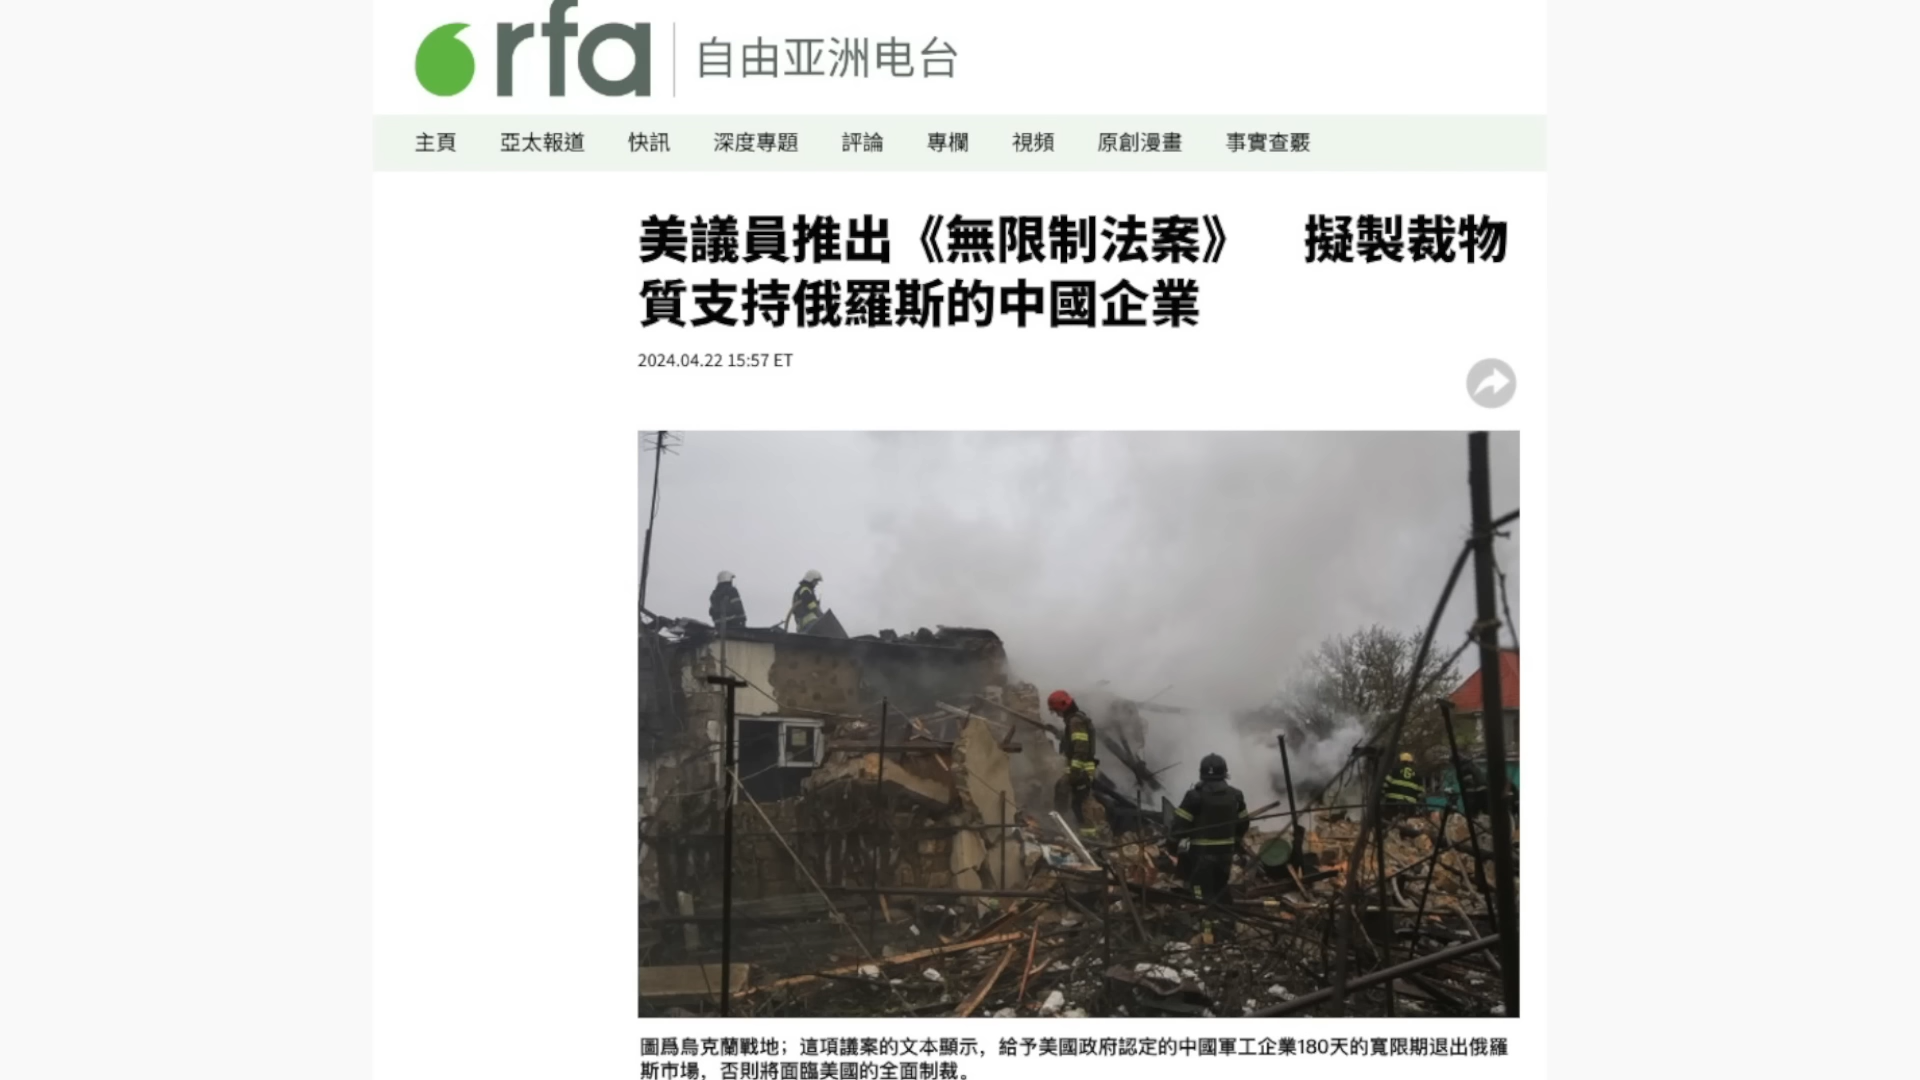 rfa 自由亚洲电台
主頁 亞太報道 快訊 深度專題 評論 專欄 視頻 原創漫畫 事實查覈
美議員推出《無限制法案》 擬製裁物
質支持俄羅斯的中國企業
2024.04.22 15:57 ET
圖爲烏克蘭戰地；這項議案的文本顯示，給予美國政府認定的中國軍工企業180天的寬限期退出俄羅
斯市場，否則將面臨美國的全面制裁。